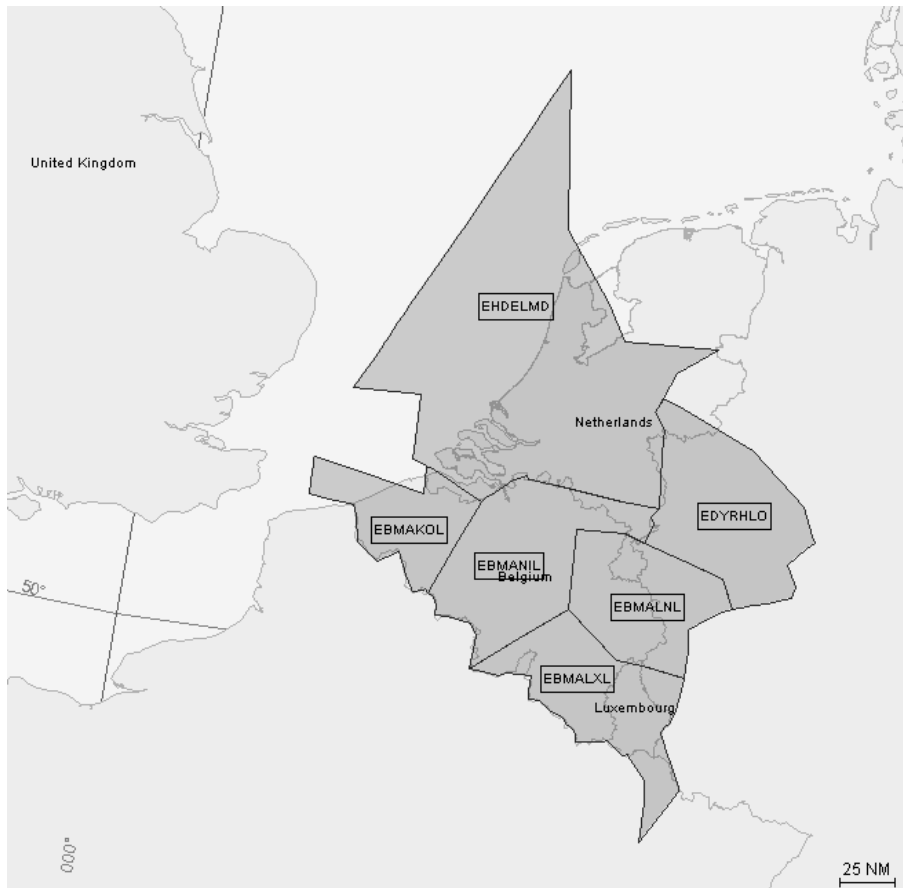 United Kingdom
EHDELMD
Netherlands
EDYRHLO
EBMAKOL
EBMANIL
Belgium
50°
EBMALNL
EBMALXL
Luxembourg
000°
25 NM